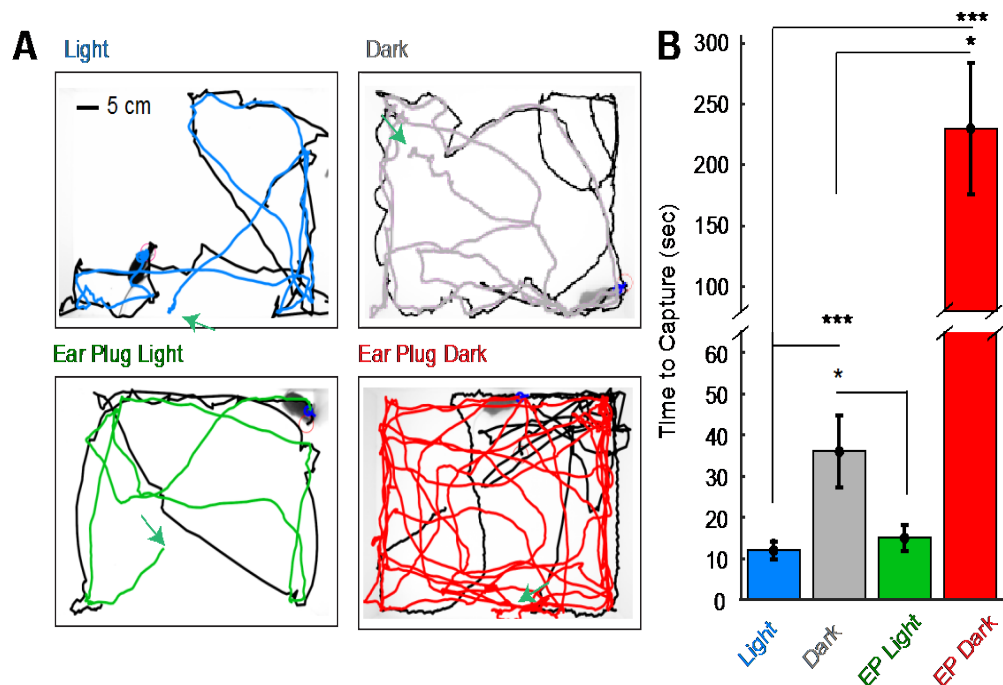 A
Light
Dark
5 cm
Ear Plug Light
Ear Plug Dark
B
***
*
300
250
200
150
100
***
60
*
50
40
30
20
10
0
Time to Capture (sec)
Light
Dark
EP Light
EP Dark